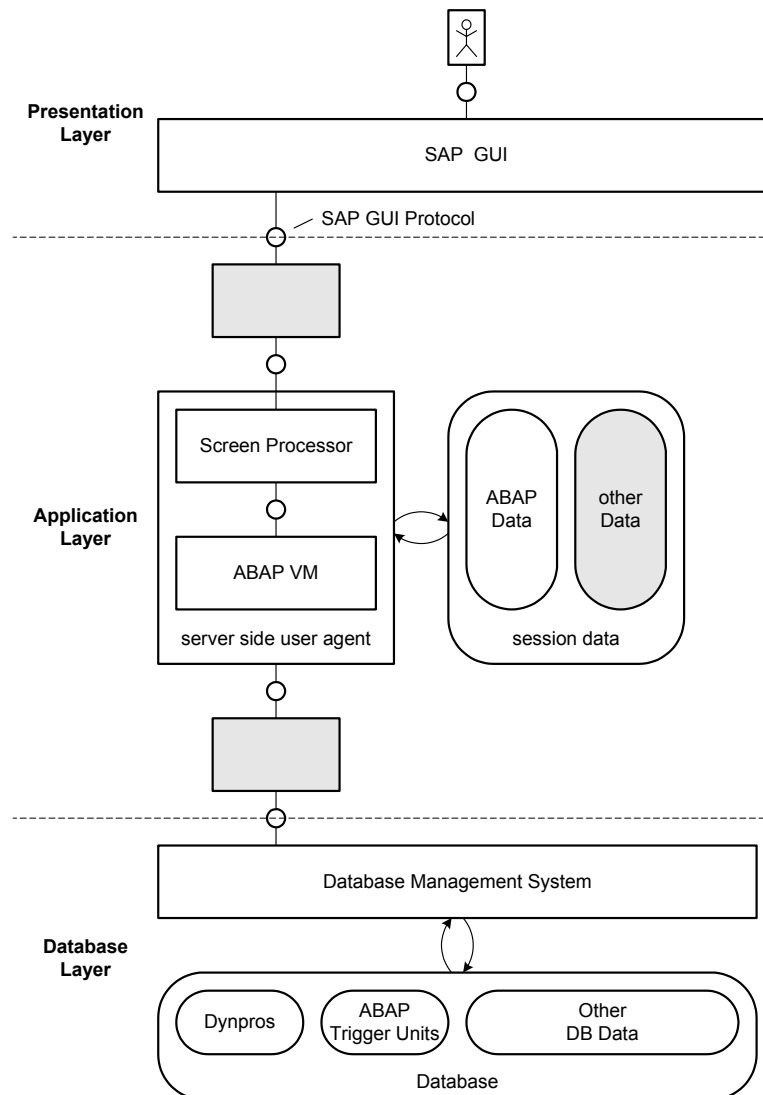 Presentation
Layer
SAP GUI
SAP GUI Protocol
Screen Processor
ABAP
Data
other
Data
Application
Layer
ABAP VM
server side user agent
session data
Database Management System
Database
Layer
Dynpros
ABAP
Trigger Units
Other
DB Data
Database